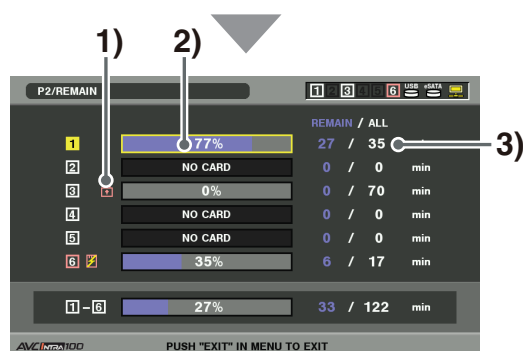 1) 2)
P2/REMAIN 1 2 3 4 5 6 USB eSATA
REMAIN / ALL
1 77% 27 / 35 3)
2 NO CARD 0 / 0 min
3 0% 0 / 70 min
4 NO CARD 0 / 0 min
5 NO CARD 0 / 0 min
6 35% 6 / 17 min
1-6 27% 33 / 122 min
AVC INTRA 100 PUSH "EXIT" IN MENU TO EXIT